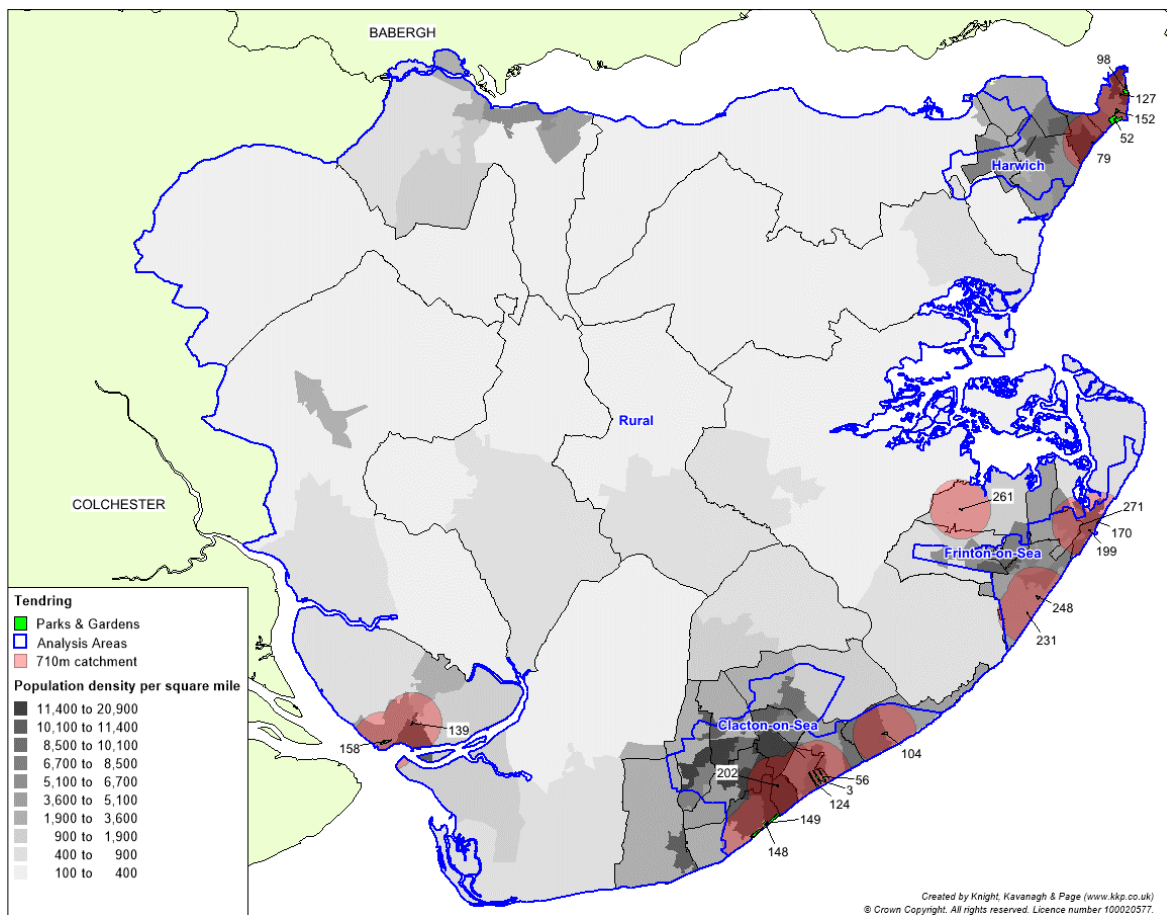 BABERGH
98
127
152
52
79
Harwich
Rural
COLCHESTER
261
271
170
199
Frinton-on-Sea
248
231
Clacton-on-Sea
104
202
56
3
124
149
148
139
158
Tendring
Parks & Gardens
Analysis Areas
710m catchment
Population density per square mile
11,400 to 20,900
10,100 to 11,400
8,500 to 10,100
6,700 to 8,500
5,100 to 6,700
3,600 to 5,100
1,900 to 3,600
900 to 1,900
400 to 900
100 to 400
Created by Knight, Kavanagh & Page (www.kkp.co.uk)
© Crown Copyright. All rights reserved. Licence number 100020577.